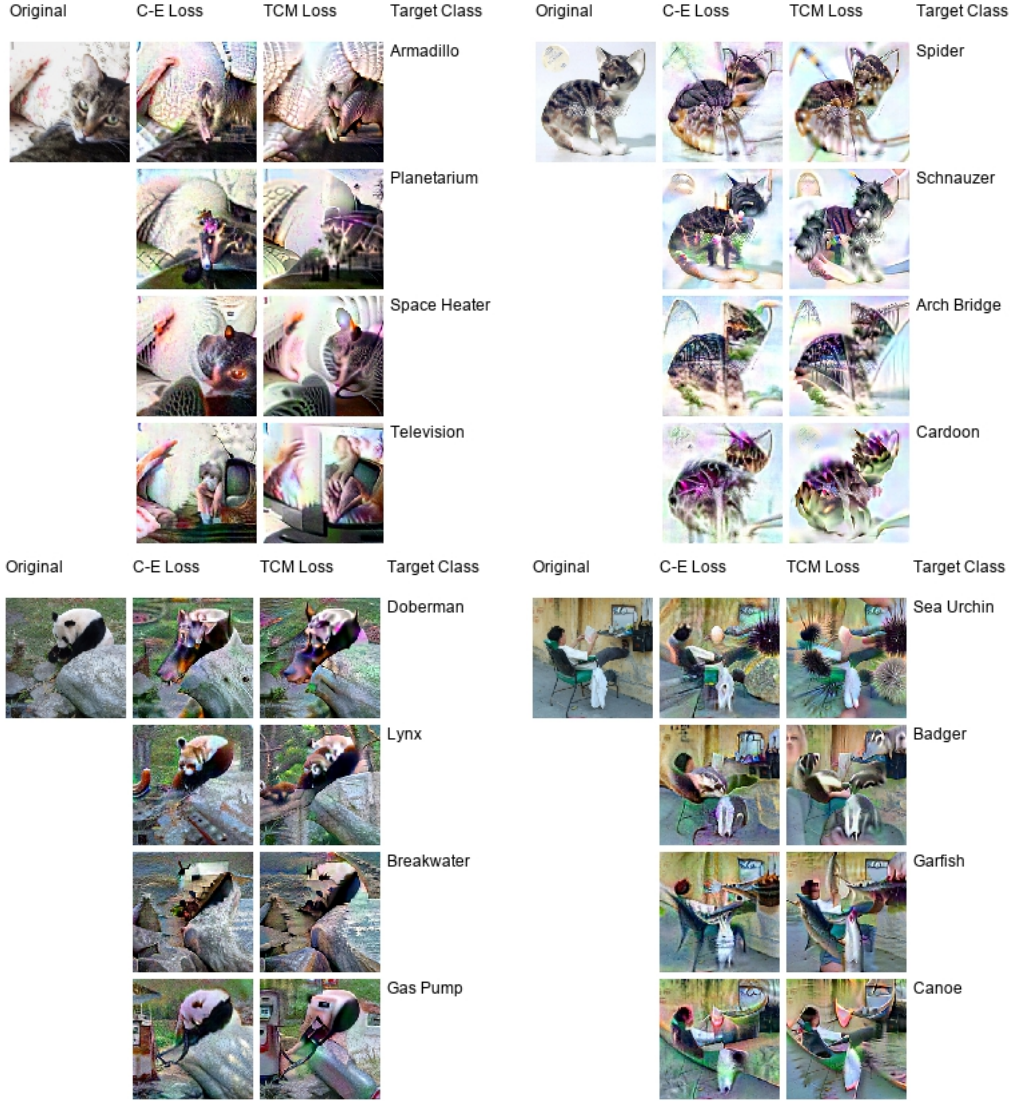 Original C-E Loss TCM Loss Target Class
Armadillo
Planetarium
Space Heater
Television
Original C-E Loss TCM Loss Target Class
Spider
Schnauzer
Arch Bridge
Cardoon
Original C-E Loss TCM Loss Target Class
Doberman
Lynx
Breakwater
Gas Pump
Original C-E Loss TCM Loss Target Class
Sea Urchin
Badger
Garfish
Canoe